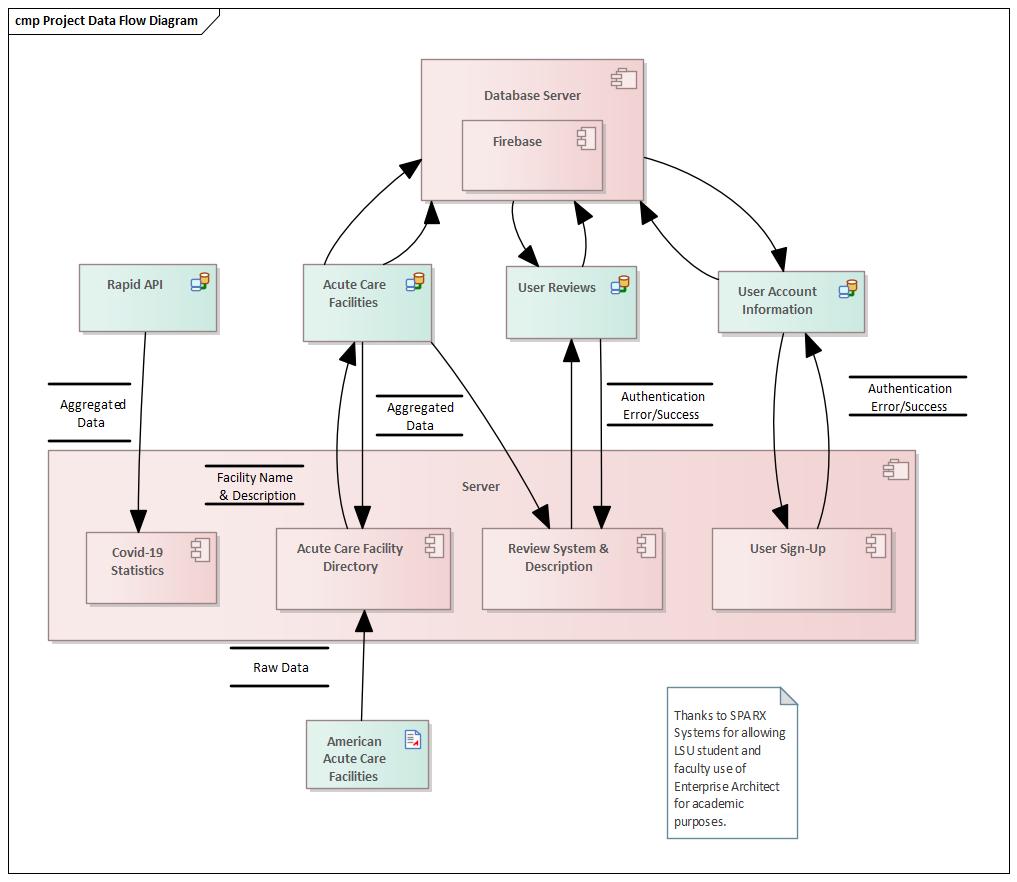 cmp Project Data Flow Diagram
Database Server
Firebase
Rapid API
Acute Care
Facilities
User Reviews
User Account
Information
Aggregated
Data
Aggregated
Data
Authentication
Error/Success
Authentication
Error/Success
Facility Name
& Description
Server
Covid-19
Statistics
Acute Care Facility
Directory
Review System &
Description
User Sign-Up
Raw Data
American
Acute Care
Facilities
Thanks to SPARX
Systems for allowing
LSU student and
faculty use of
Enterprise Architect
for academic
purposes.